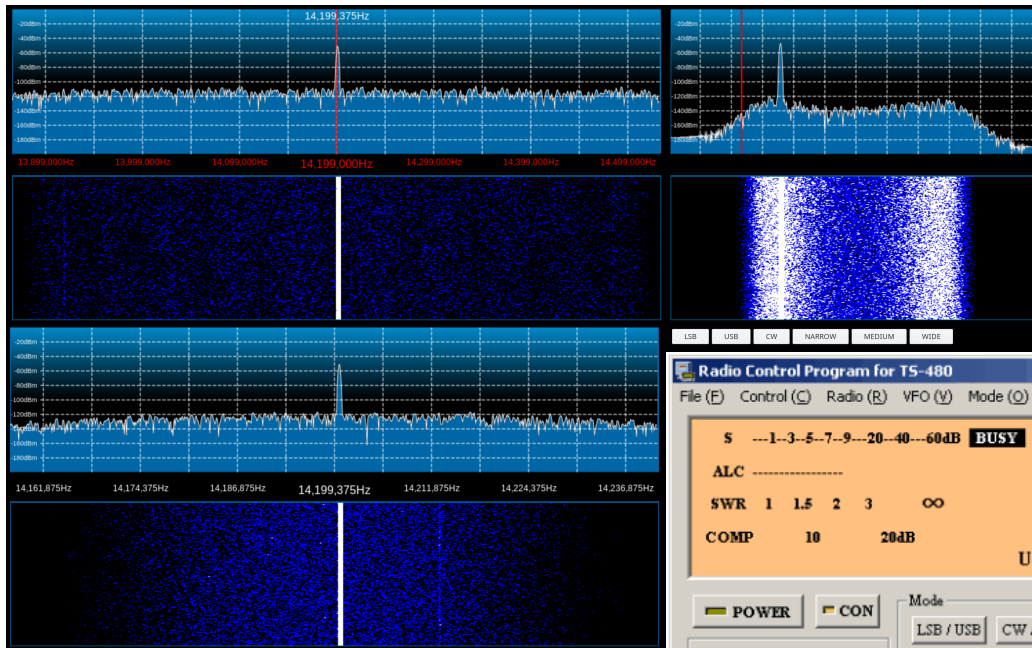 14,199,375Hz
-20dBm
-40dBm
-60dBm
-80dBm
-100dBm
-120dBm
-140dBm
-160dBm
-180dBm
13,899,000Hz 13,999,000Hz 14,099,000Hz 14,199,000Hz 14,299,000Hz 14,399,000Hz 14,499,000Hz
-20dBm
-40dBm
-60dBm
-80dBm
-100dBm
-120dBm
-140dBm
-160dBm
-180dBm
LSB USB CW NARROW MEDIUM WIDE
-20dBm
-40dBm
-60dBm
-80dBm
-100dBm
-120dBm
-140dBm
-160dBm
-180dBm
14,161,875Hz 14,174,375Hz 14,186,875Hz 14,199,375Hz 14,211,875Hz 14,224,375Hz 14,236,875Hz
Radio Control Program for TS-480
File (F) Control (C) Radio (R) VFO (V) Mode (O)
S ---1--3--5--7--9---20--40---60dB BUSY
ALC -----------------
SWR 1 1.5 2 3 ∞
COMP 10 20dB
U
POWER CON
Mode
LSB / USB CW